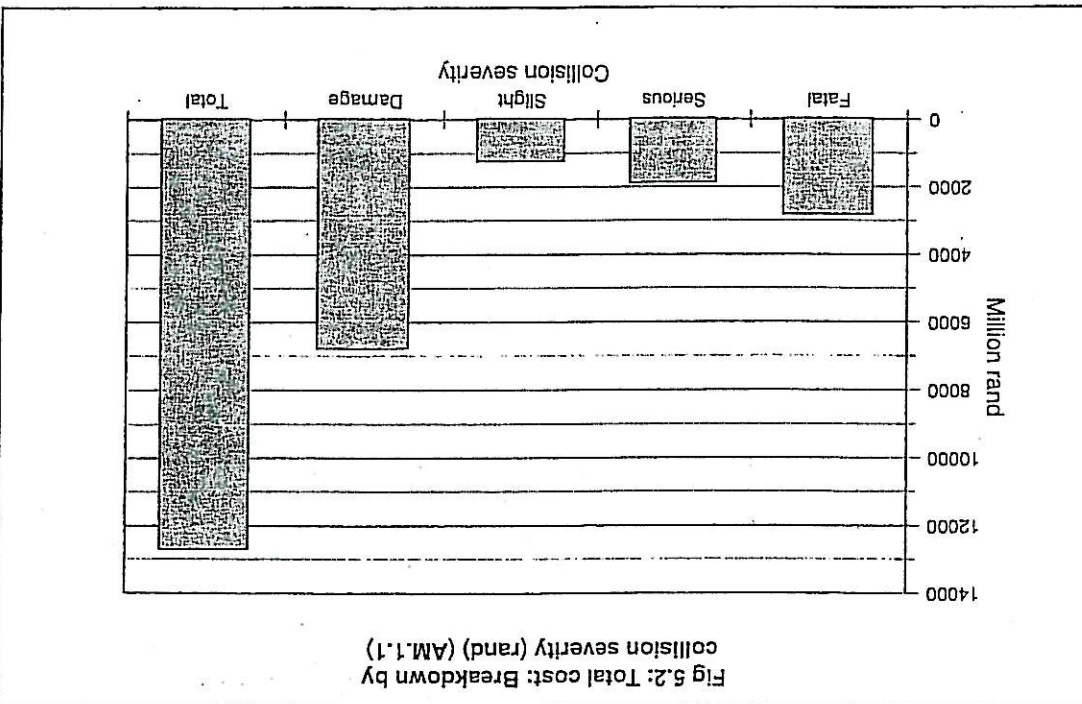 Fig 5.2: Total cost: Breakdown by
collision severity (rand) (AM.1.1)
Million rand
14000
12000
10000
8000
6000
4000
2000
0
Fatal
Serious
Slight
Damage
Total
Collision severity